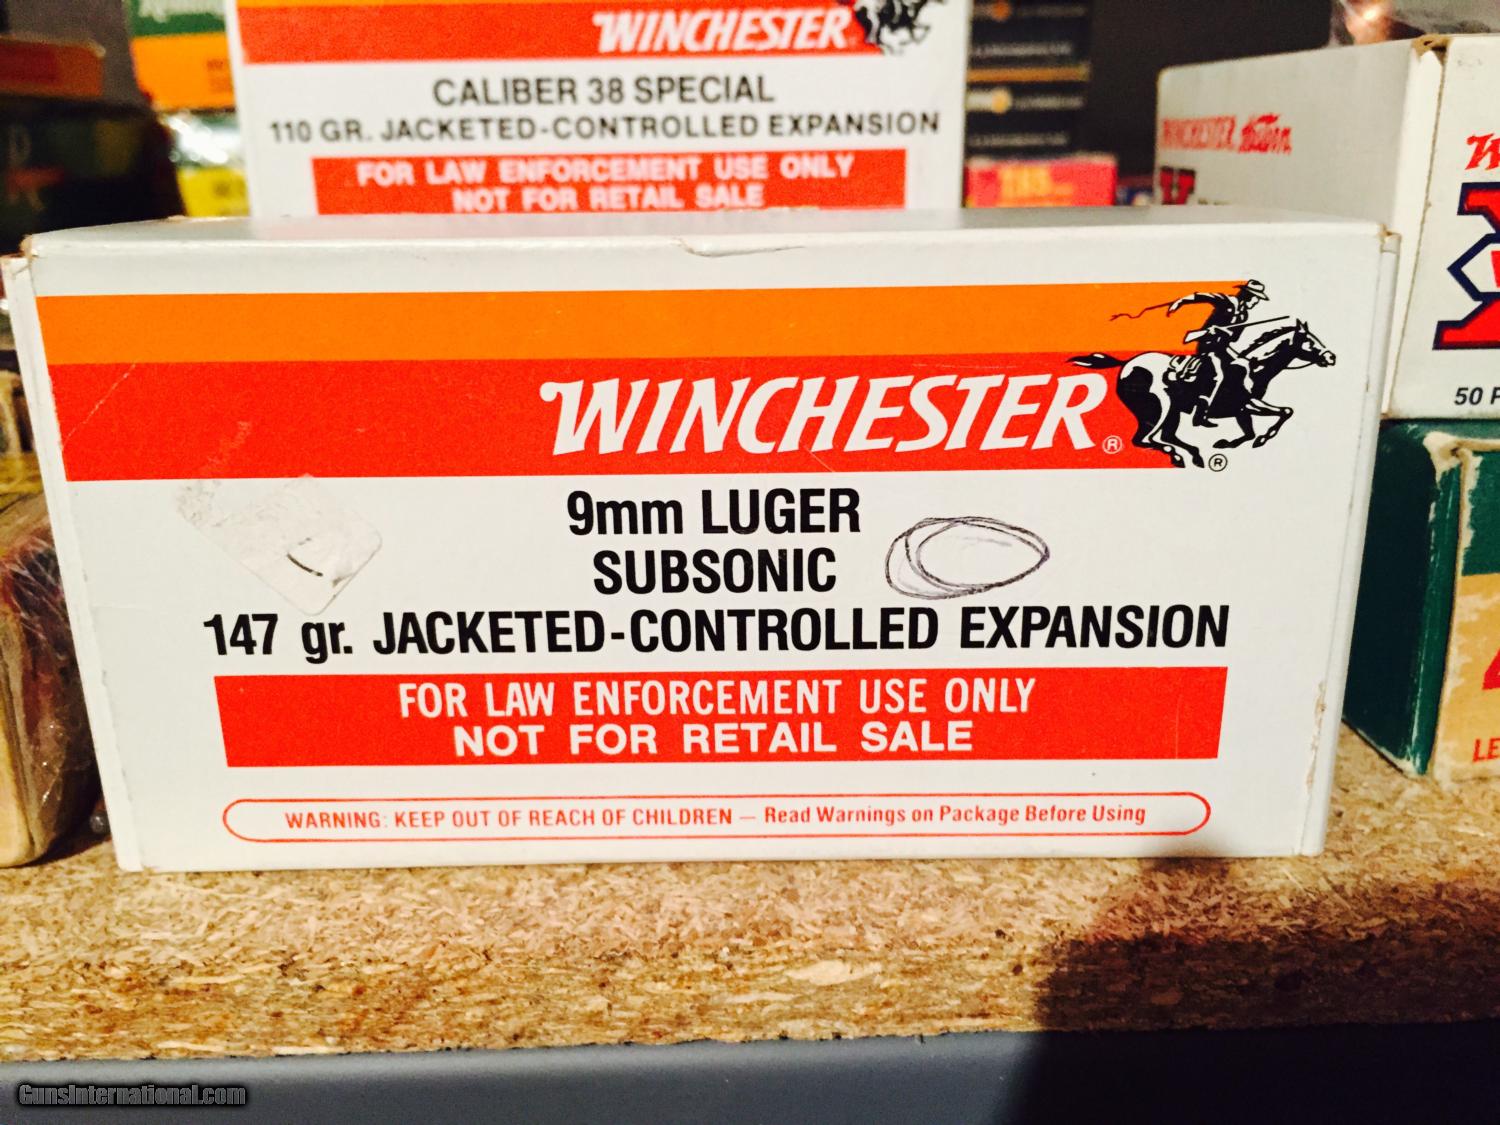 WINCHESTER
CALIBER 38 SPECIAL
110 GR. JACKETED-CONTROLLED EXPANSION
FOR LAW ENFORCEMENT USE ONLY
NOT FOR RETAIL SALE
WINCHESTER
50
WINCHESTER®
®
9mm LUGER
SUBSONIC
147 gr. JACKETED-CONTROLLED EXPANSION
FOR LAW ENFORCEMENT USE ONLY
NOT FOR RETAIL SALE
WARNING: KEEP OUT OF REACH OF CHILDREN — Read Warnings on Package Before Using
GunsInternational.com